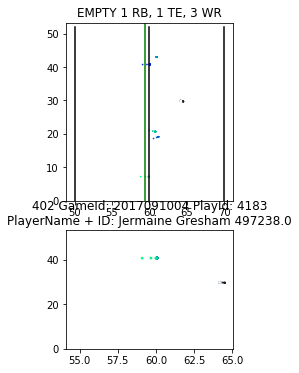 EMPTY 1 RB, 1 TE, 3 WR
50
40
30
20
10
0
50 55 60 65 70
402 GameId: 2017091004 PlayId: 4183
PlayerName + ID: Jermaine Gresham 497238.0
40
20
0
55.0 57.5 60.0 62.5 65.0